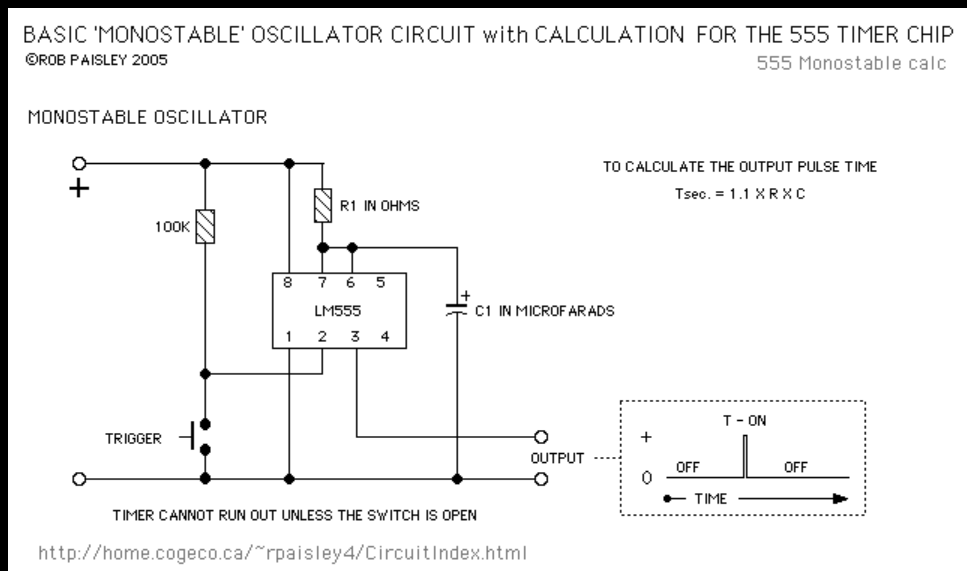 BASIC 'MONOSTABLE' OSCILLATOR CIRCUIT with CALCULATION FOR THE 555 TIMER CHIP
©ROB PAISLEY 2005
555 Monostable calc
MONOSTABLE OSCILLATOR
TO CALCULATE THE OUTPUT PULSE TIME
Tsec. = 1.1 X R X C
+
100K
R1 IN OHMS
8 7 6 5
LM555
1 2 3 4
+
C1 IN MICROFARADS
TRIGGER
OUTPUT
T - ON
+
OFF
OFF
0
TIME
TIMER CANNOT RUN OUT UNLESS THE SWITCH IS OPEN
http://home.cogeco.ca/~rpaisley4/CircuitIndex.html